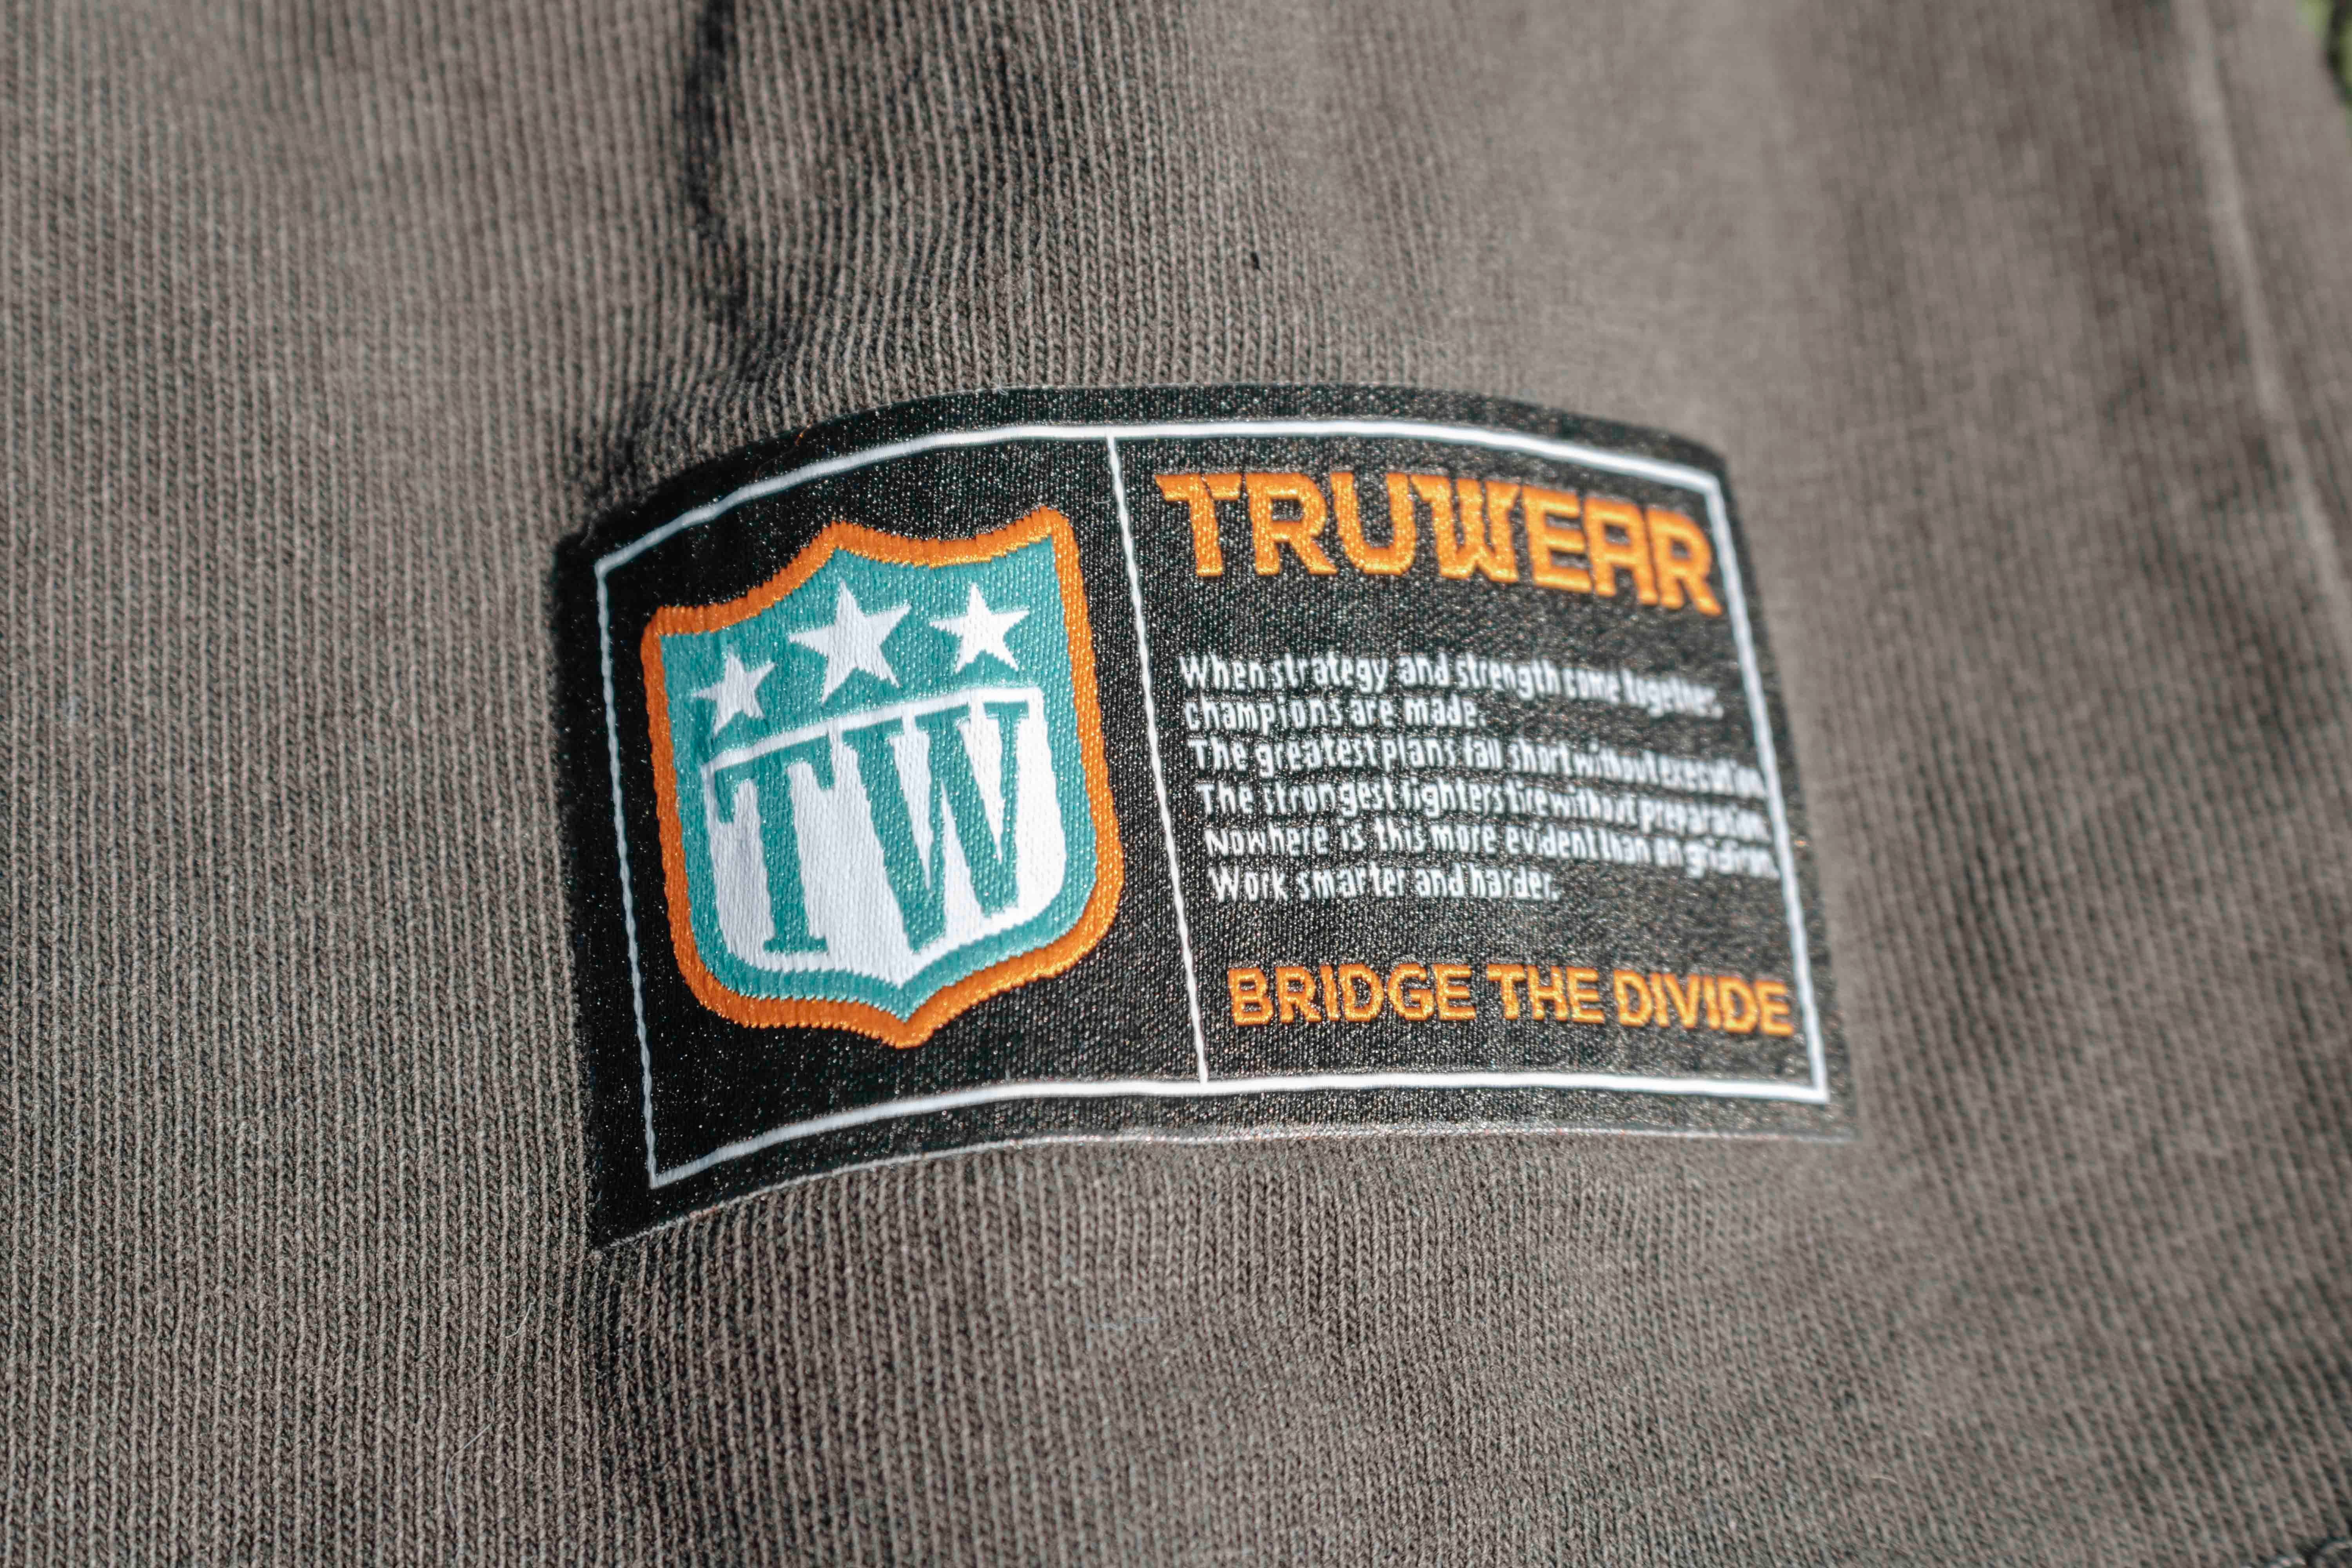 TW
TRUWEAR
When strategy and strength come together,
champions are made.
The greatest plans fall short without execution.
The strongest fighters tire without preparation.
Nowhere is this more evident than on gridiron.
Work smarter and harder.
BRIDGE THE DIVIDE